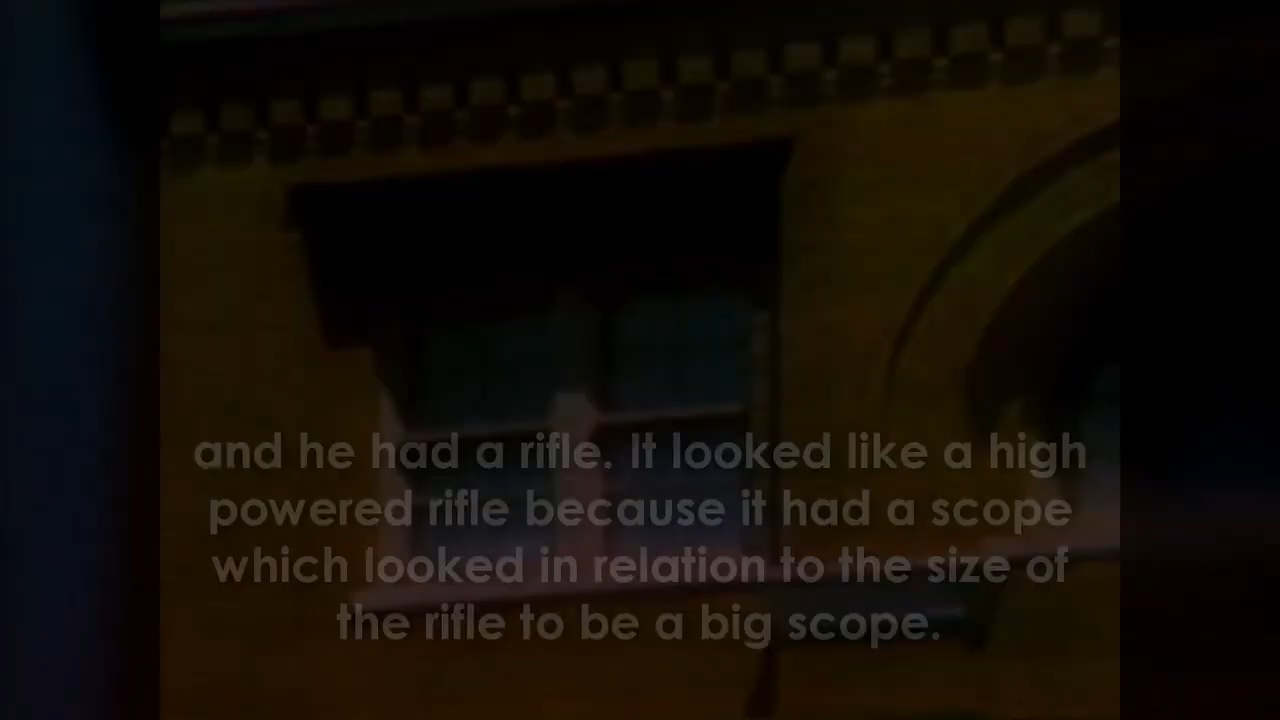 and he had a rifle. It looked like a high
powered rifle because it had a scope
which looked in relation to the size of
the rifle to be a big scope.